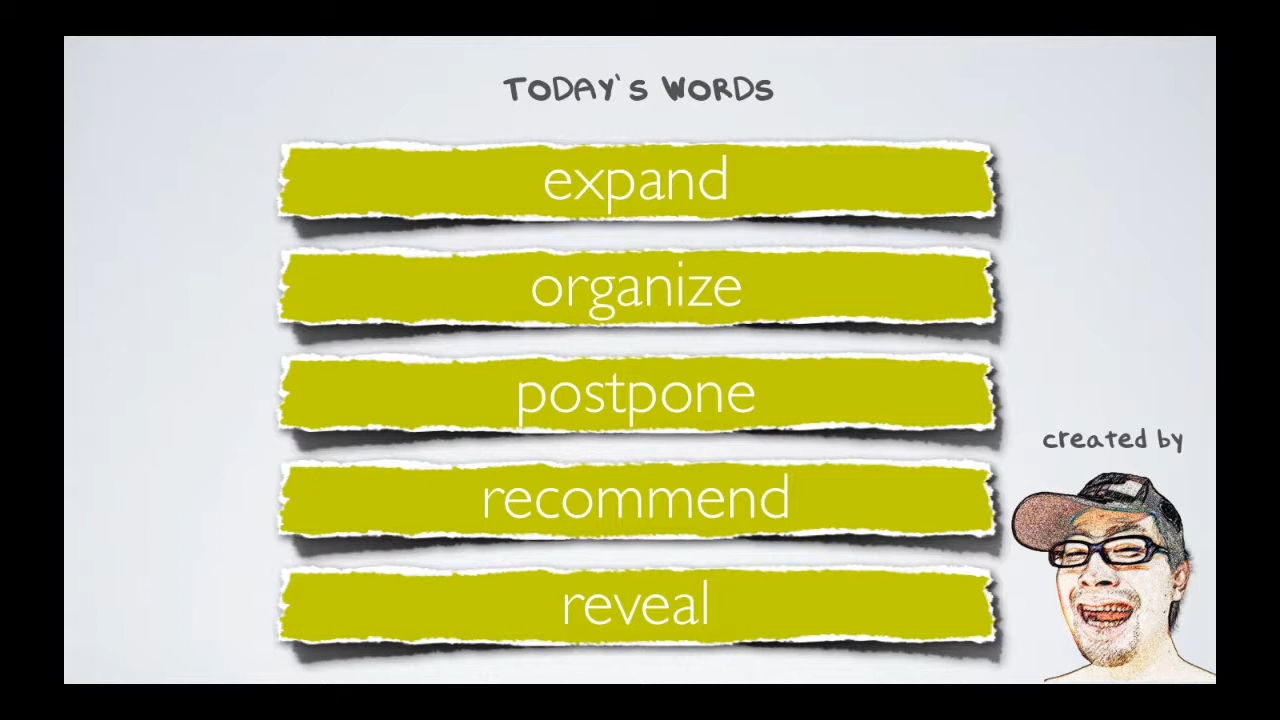 TODAY'S WORDS
expand
organize
postpone
recommend
reveal
created by